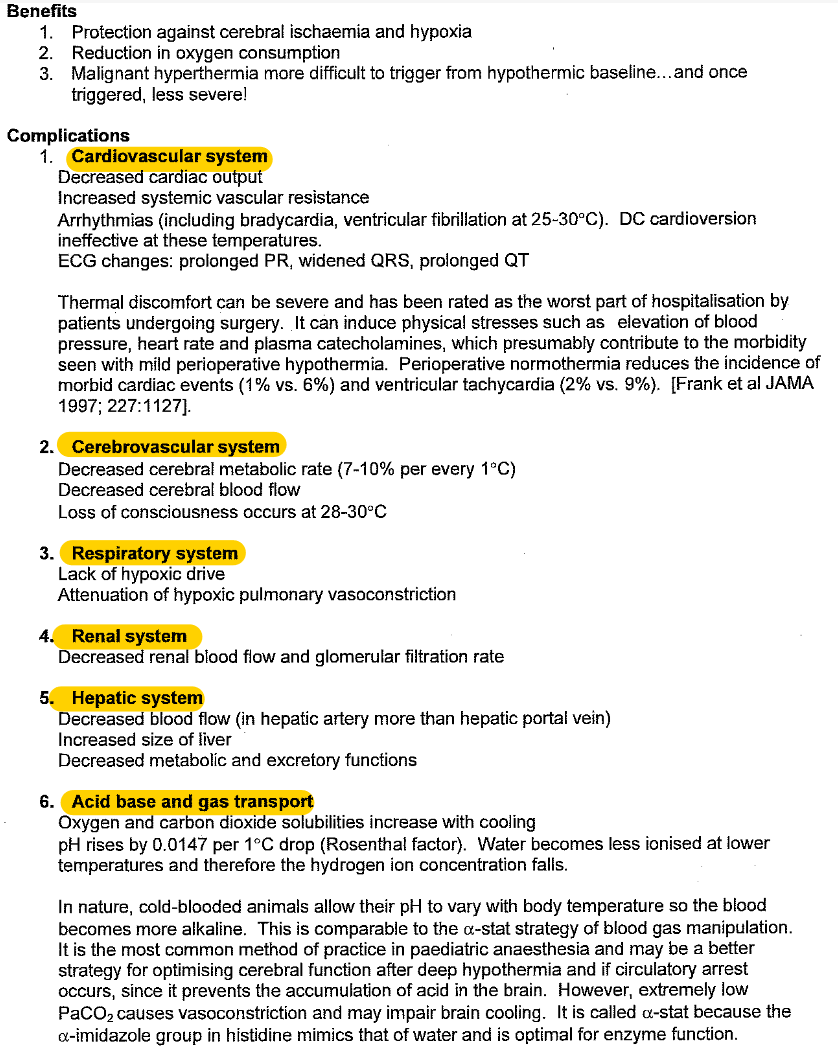 Benefits
1. Protection against cerebral ischaemia and hypoxia
2. Reduction in oxygen consumption
3. Malignant hyperthermia more difficult to trigger from hypothermic baseline...and once
triggered, less severe!
Complications
1. Cardiovascular system
Decreased cardiac output
Increased systemic vascular resistance
Arrhythmias (including bradycardia, ventricular fibrillation at 25-30°C). DC cardioversion
ineffective at these temperatures.
ECG changes: prolonged PR, widened QRS, prolonged QT
Thermal discomfort can be severe and has been rated as the worst part of hospitalisation by
patients undergoing surgery. It can induce physical stresses such as elevation of blood
pressure, heart rate and plasma catecholamines, which presumably contribute to the morbidity
seen with mild perioperative hypothermia. Perioperative normothermia reduces the incidence of
morbid cardiac events (1% vs. 6%) and ventricular tachycardia (2% vs. 9%). [Frank et al JAMA
1997; 227:1127].
2. Cerebrovascular system
Decreased cerebral metabolic rate (7-10% per every 1°C)
Decreased cerebral blood flow
Loss of consciousness occurs at 28-30°C
3. Respiratory system
Lack of hypoxic drive
Attenuation of hypoxic pulmonary vasoconstriction
4. Renal system
Decreased renal blood flow and glomerular filtration rate
5. Hepatic system
Decreased blood flow (in hepatic artery more than hepatic portal vein)
Increased size of liver
Decreased metabolic and excretory functions
6. Acid base and gas transport
Oxygen and carbon dioxide solubilities increase with cooling
pH rises by 0.0147 per 1°C drop (Rosenthal factor). Water becomes less ionised at lower
temperatures and therefore the hydrogen ion concentration falls.
In nature, cold-blooded animals allow their pH to vary with body temperature so the blood
becomes more alkaline. This is comparable to the α-stat strategy of blood gas manipulation.
It is the most common method of practice in paediatric anaesthesia and may be a better
strategy for optimising cerebral function after deep hypothermia and if circulatory arrest
occurs, since it prevents the accumulation of acid in the brain. However, extremely low
PaCO₂ causes vasoconstriction and may impair brain cooling. It is called α-stat because the
α-imidazole group in histidine mimics that of water and is optimal for enzyme function.